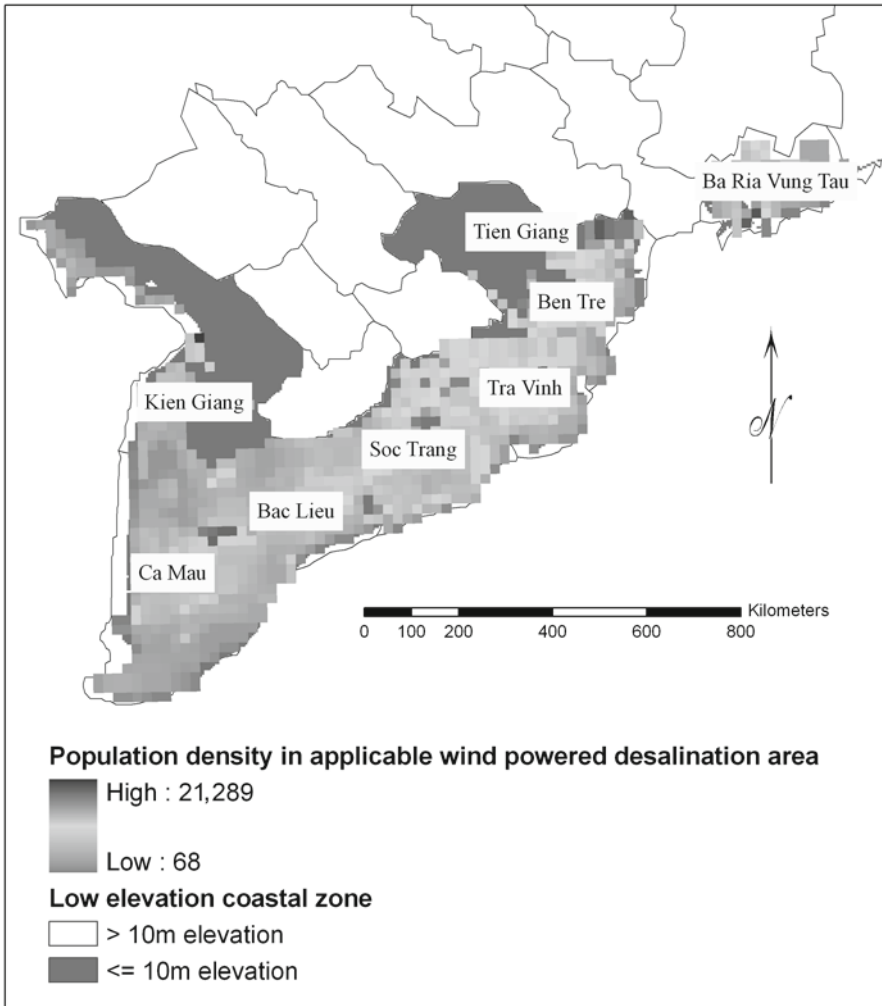 Ba Ria Vung Tau
Tien Giang
Ben Tre
Tra Vinh
Kien Giang
Soc Trang
Bac Lieu
Ca Mau
N
Kilometers
0 100 200 400 600 800
Population density in applicable wind powered desalination area
High : 21,289
Low : 68
Low elevation coastal zone
> 10m elevation
<= 10m elevation